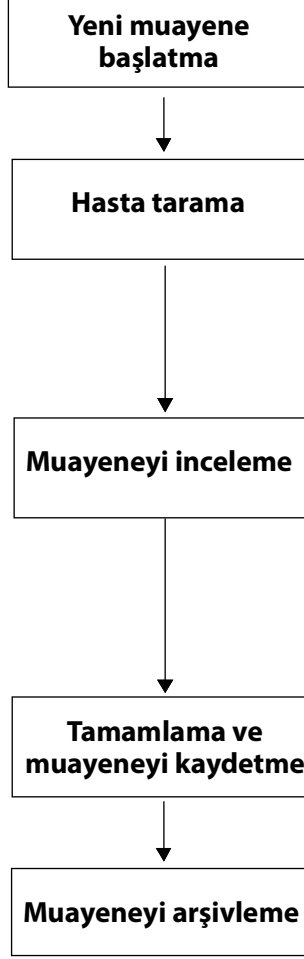 Yeni muayene
başlatma
Hasta tarama
Muayeneyi inceleme
Tamamlama ve
muayeneyi kaydetme
Muayeneyi arşivleme